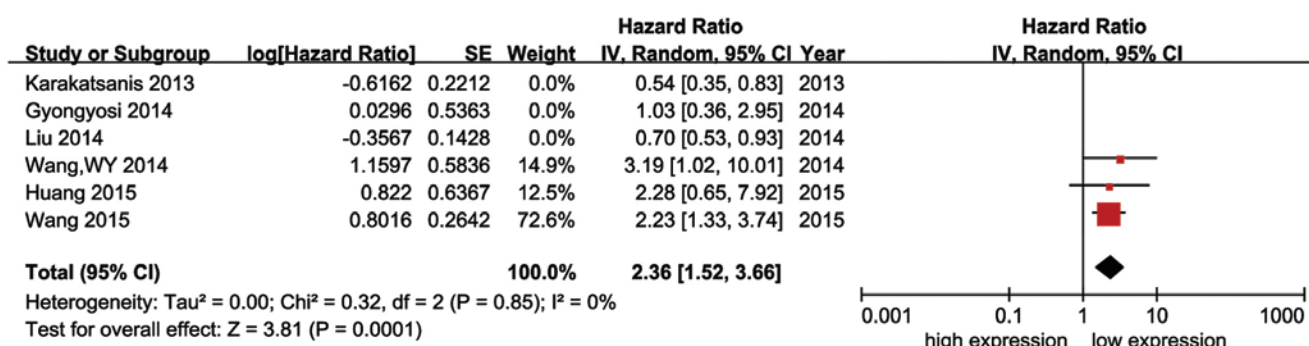 Hazard Ratio Hazard Ratio
Study or Subgroup log[Hazard Ratio] SE Weight IV, Random, 95% CI Year IV, Random, 95% CI
Karakatsanis 2013 -0.6162 0.2212 0.0% 0.54 [0.35, 0.83] 2013
Gyongyosi 2014 0.0296 0.5363 0.0% 1.03 [0.36, 2.95] 2014
Liu 2014 -0.3567 0.1428 0.0% 0.70 [0.53, 0.93] 2014
Wang,WY 2014 1.1597 0.5836 14.9% 3.19 [1.02, 10.01] 2014
Huang 2015 0.822 0.6367 12.5% 2.28 [0.65, 7.92] 2015
Wang 2015 0.8016 0.2642 72.6% 2.23 [1.33, 3.74] 2015
Total (95% CI) 100.0% 2.36 [1.52, 3.66]
Heterogeneity: Tau² = 0.00; Chi² = 0.32, df = 2 (P = 0.85); I² = 0%
Test for overall effect: Z = 3.81 (P = 0.0001)
0.001 0.1 1 10 1000
high expression low expression